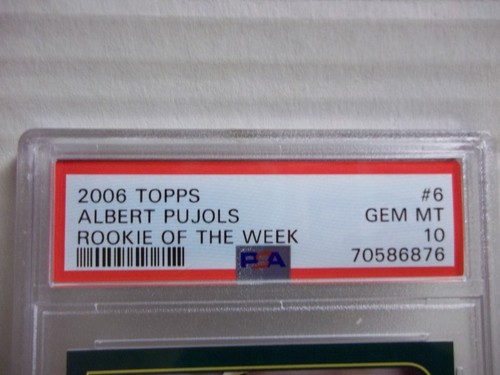 2006 TOPPS #6
ALBERT PUJOLS GEM MT
ROOKIE OF THE WEEK 10
PSA 70586876